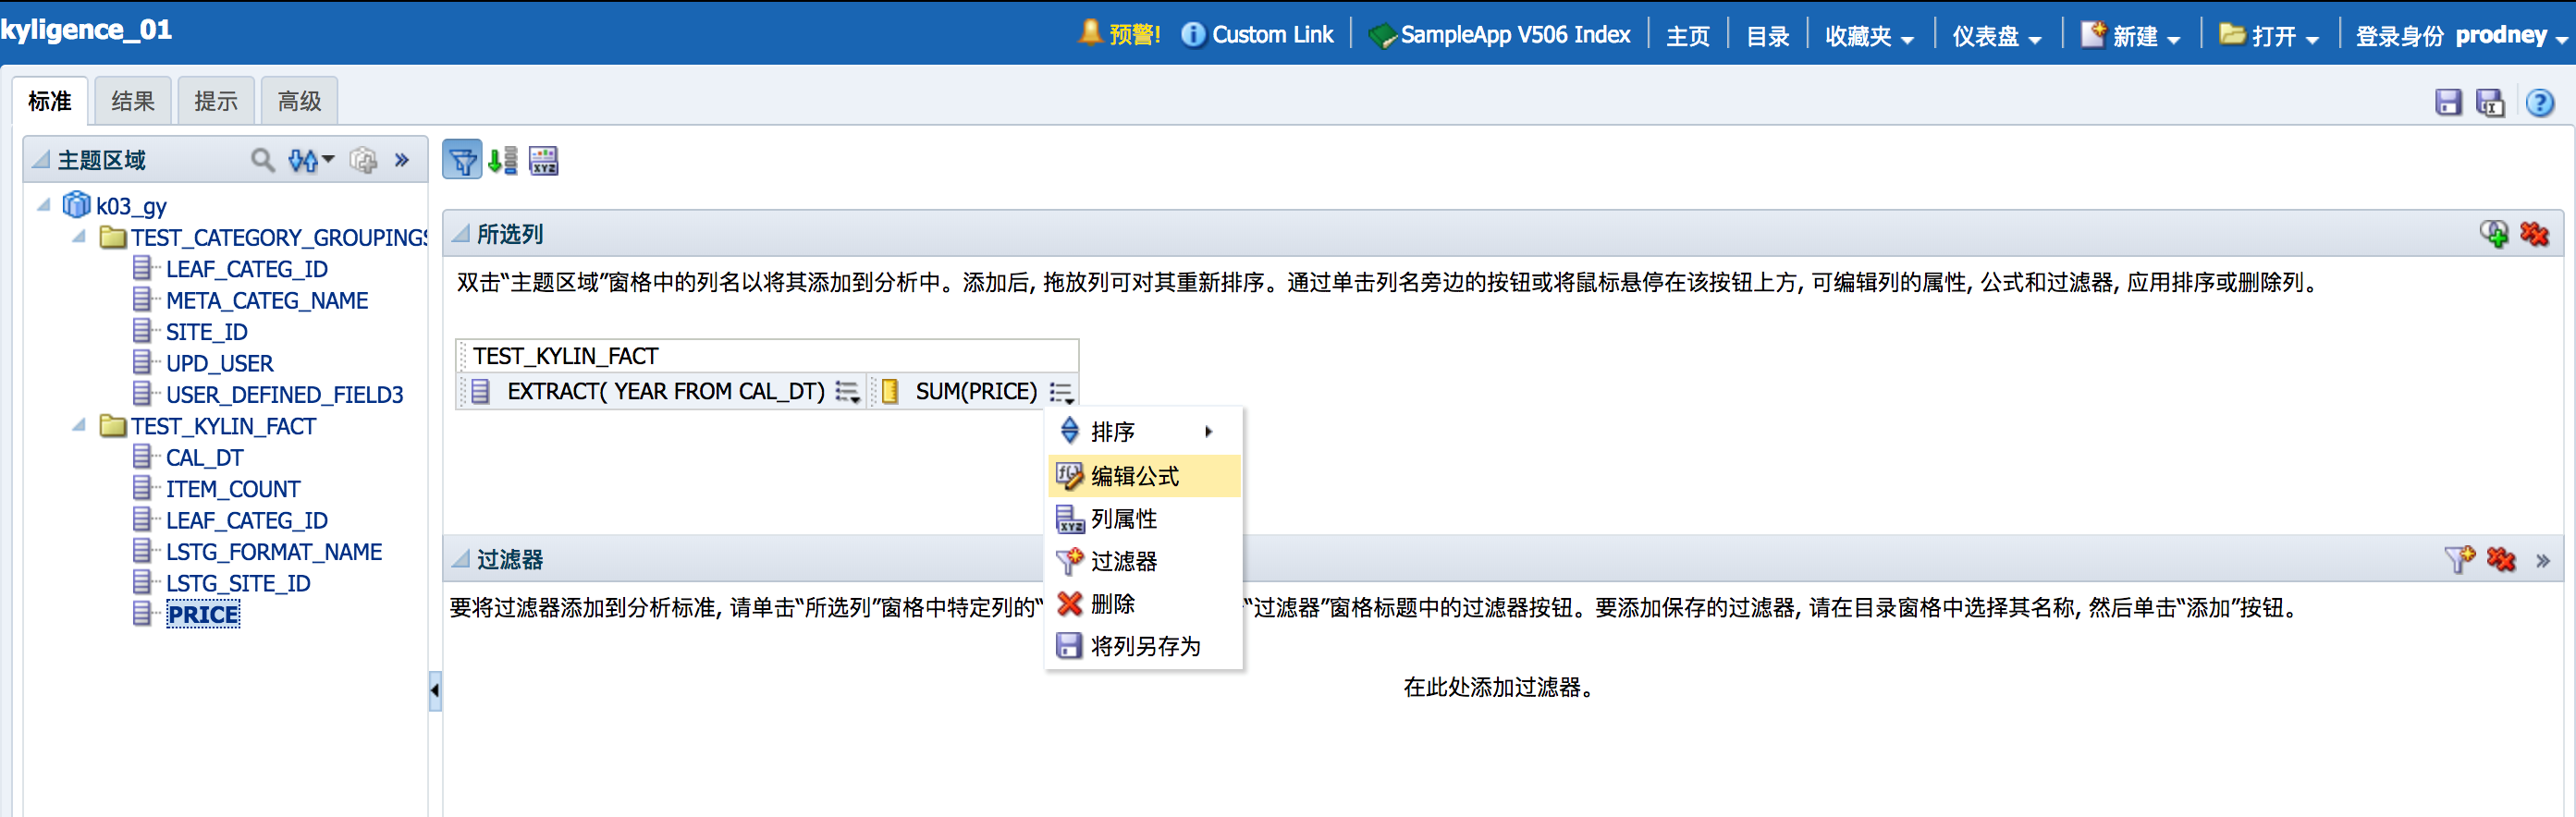 kyligence_01
预警! Custom Link SampleApp V506 Index 主页 目录 收藏夹 仪表盘 新建 打开 登录身份 prodney
标准 结果 提示 高级
主题区域
k03_gy
TEST_CATEGORY_GROUPINGS
LEAF_CATEG_ID
META_CATEG_NAME
SITE_ID
UPD_USER
USER_DEFINED_FIELD3
TEST_KYLIN_FACT
CAL_DT
ITEM_COUNT
LEAF_CATEG_ID
LSTG_FORMAT_NAME
LSTG_SITE_ID
PRICE
所选列
双击“主题区域”窗格中的列名以将其添加到分析中。添加后, 拖放列可对其重新排序。通过单击列名旁边的按钮或将鼠标悬停在该按钮上方, 可编辑列的属性, 公式和过滤器, 应用排序或删除列。
TEST_KYLIN_FACT
EXTRACT( YEAR FROM CAL_DT) SUM(PRICE)
排序
编辑公式
列属性
过滤器
删除
将列另存为
过滤器
要将过滤器添加到分析标准, 请单击“所选列”窗格中特定列的“ “过滤器”窗格标题中的过滤器按钮。要添加保存的过滤器, 请在目录窗格中选择其名称, 然后单击“添加”按钮。
在此处添加过滤器。